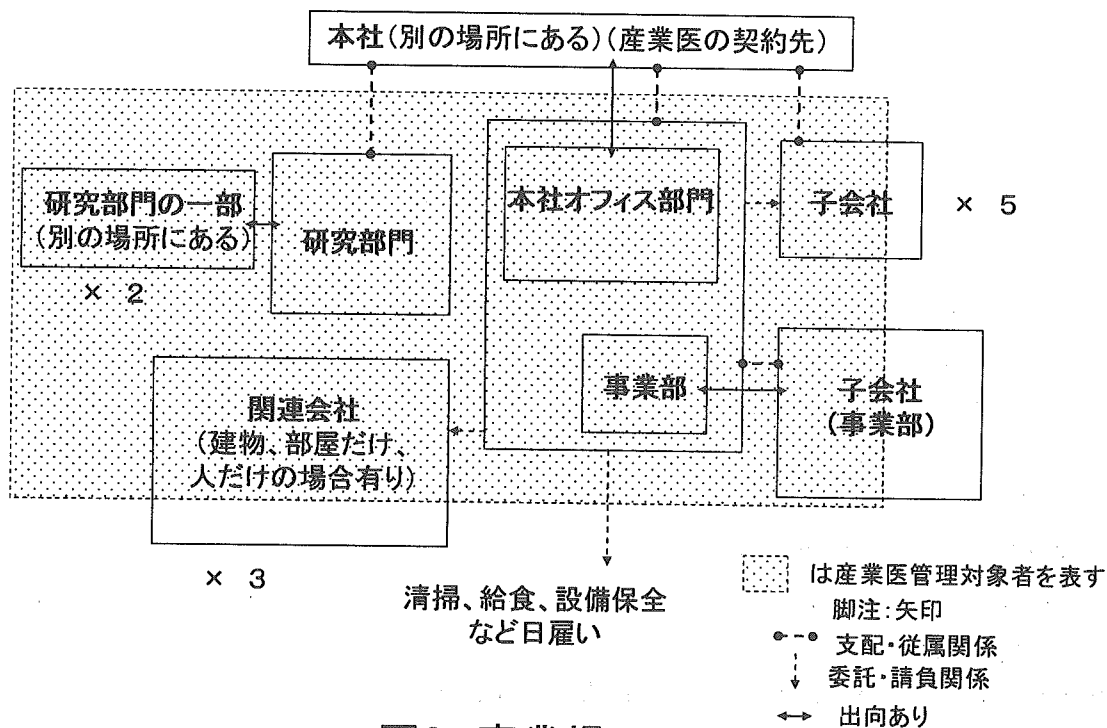 本社(別の場所にある)(産業医の契約先)
研究部門の一部
(別の場所にある)
× 2
研究部門
本社オフィス部門
子会社
× 5
事業部
子会社
(事業部)
関連会社
(建物、部屋だけ、
人だけの場合有り)
× 3
清掃、給食、設備保全
など日雇い
は産業医管理対象者を表す
脚注:矢印
支配・従属関係
委託・請負関係
出向あり